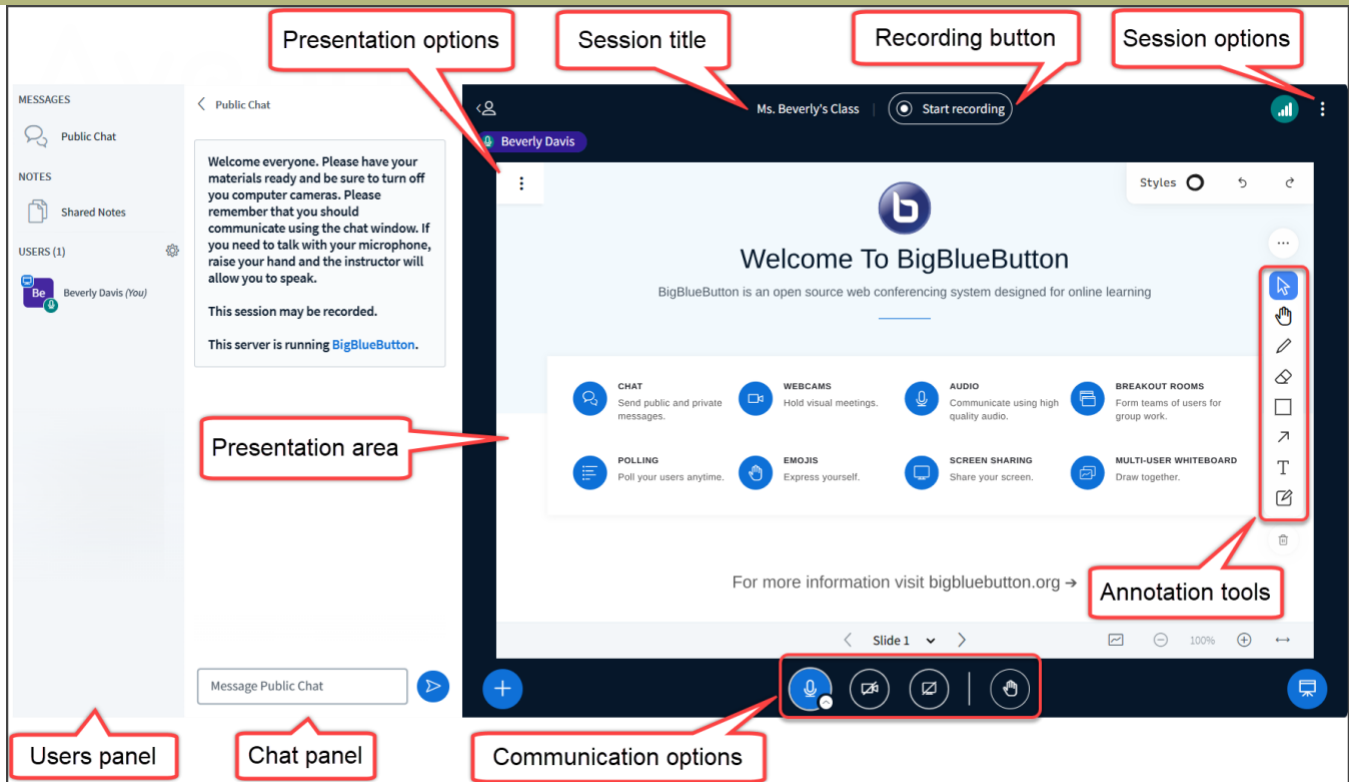 Presentation options
Session title
Recording button
Session options
MESSAGES
Public Chat
NOTES
Shared Notes
USERS (1)
Be
Beverly Davis (You)
Public Chat
Welcome everyone. Please have your
materials ready and be sure to turn off
you computer cameras. Please
remember that you should
communicate using the chat window. If
you need to talk with your microphone,
raise your hand and the instructor will
allow you to speak.
This session may be recorded.
This server is running BigBlueButton.
Message Public Chat
Ms. Beverly's Class
Start recording
Beverly Davis
Styles
b
Welcome To BigBlueButton
BigBlueButton is an open source web conferencing system designed for online learning
CHAT
Send public and private
messages.
WEBCAMS
Hold visual meetings.
AUDIO
Communicate using high
quality audio.
BREAKOUT ROOMS
Form teams of users for
group work.
POLLING
Poll your users anytime.
EMOJIS
Express yourself.
SCREEN SHARING
Share your screen.
MULTI-USER WHITEBOARD
Draw together.
T
For more information visit bigbluebutton.org →
Slide 1
100%
Presentation area
Annotation tools
Users panel
Chat panel
Communication options